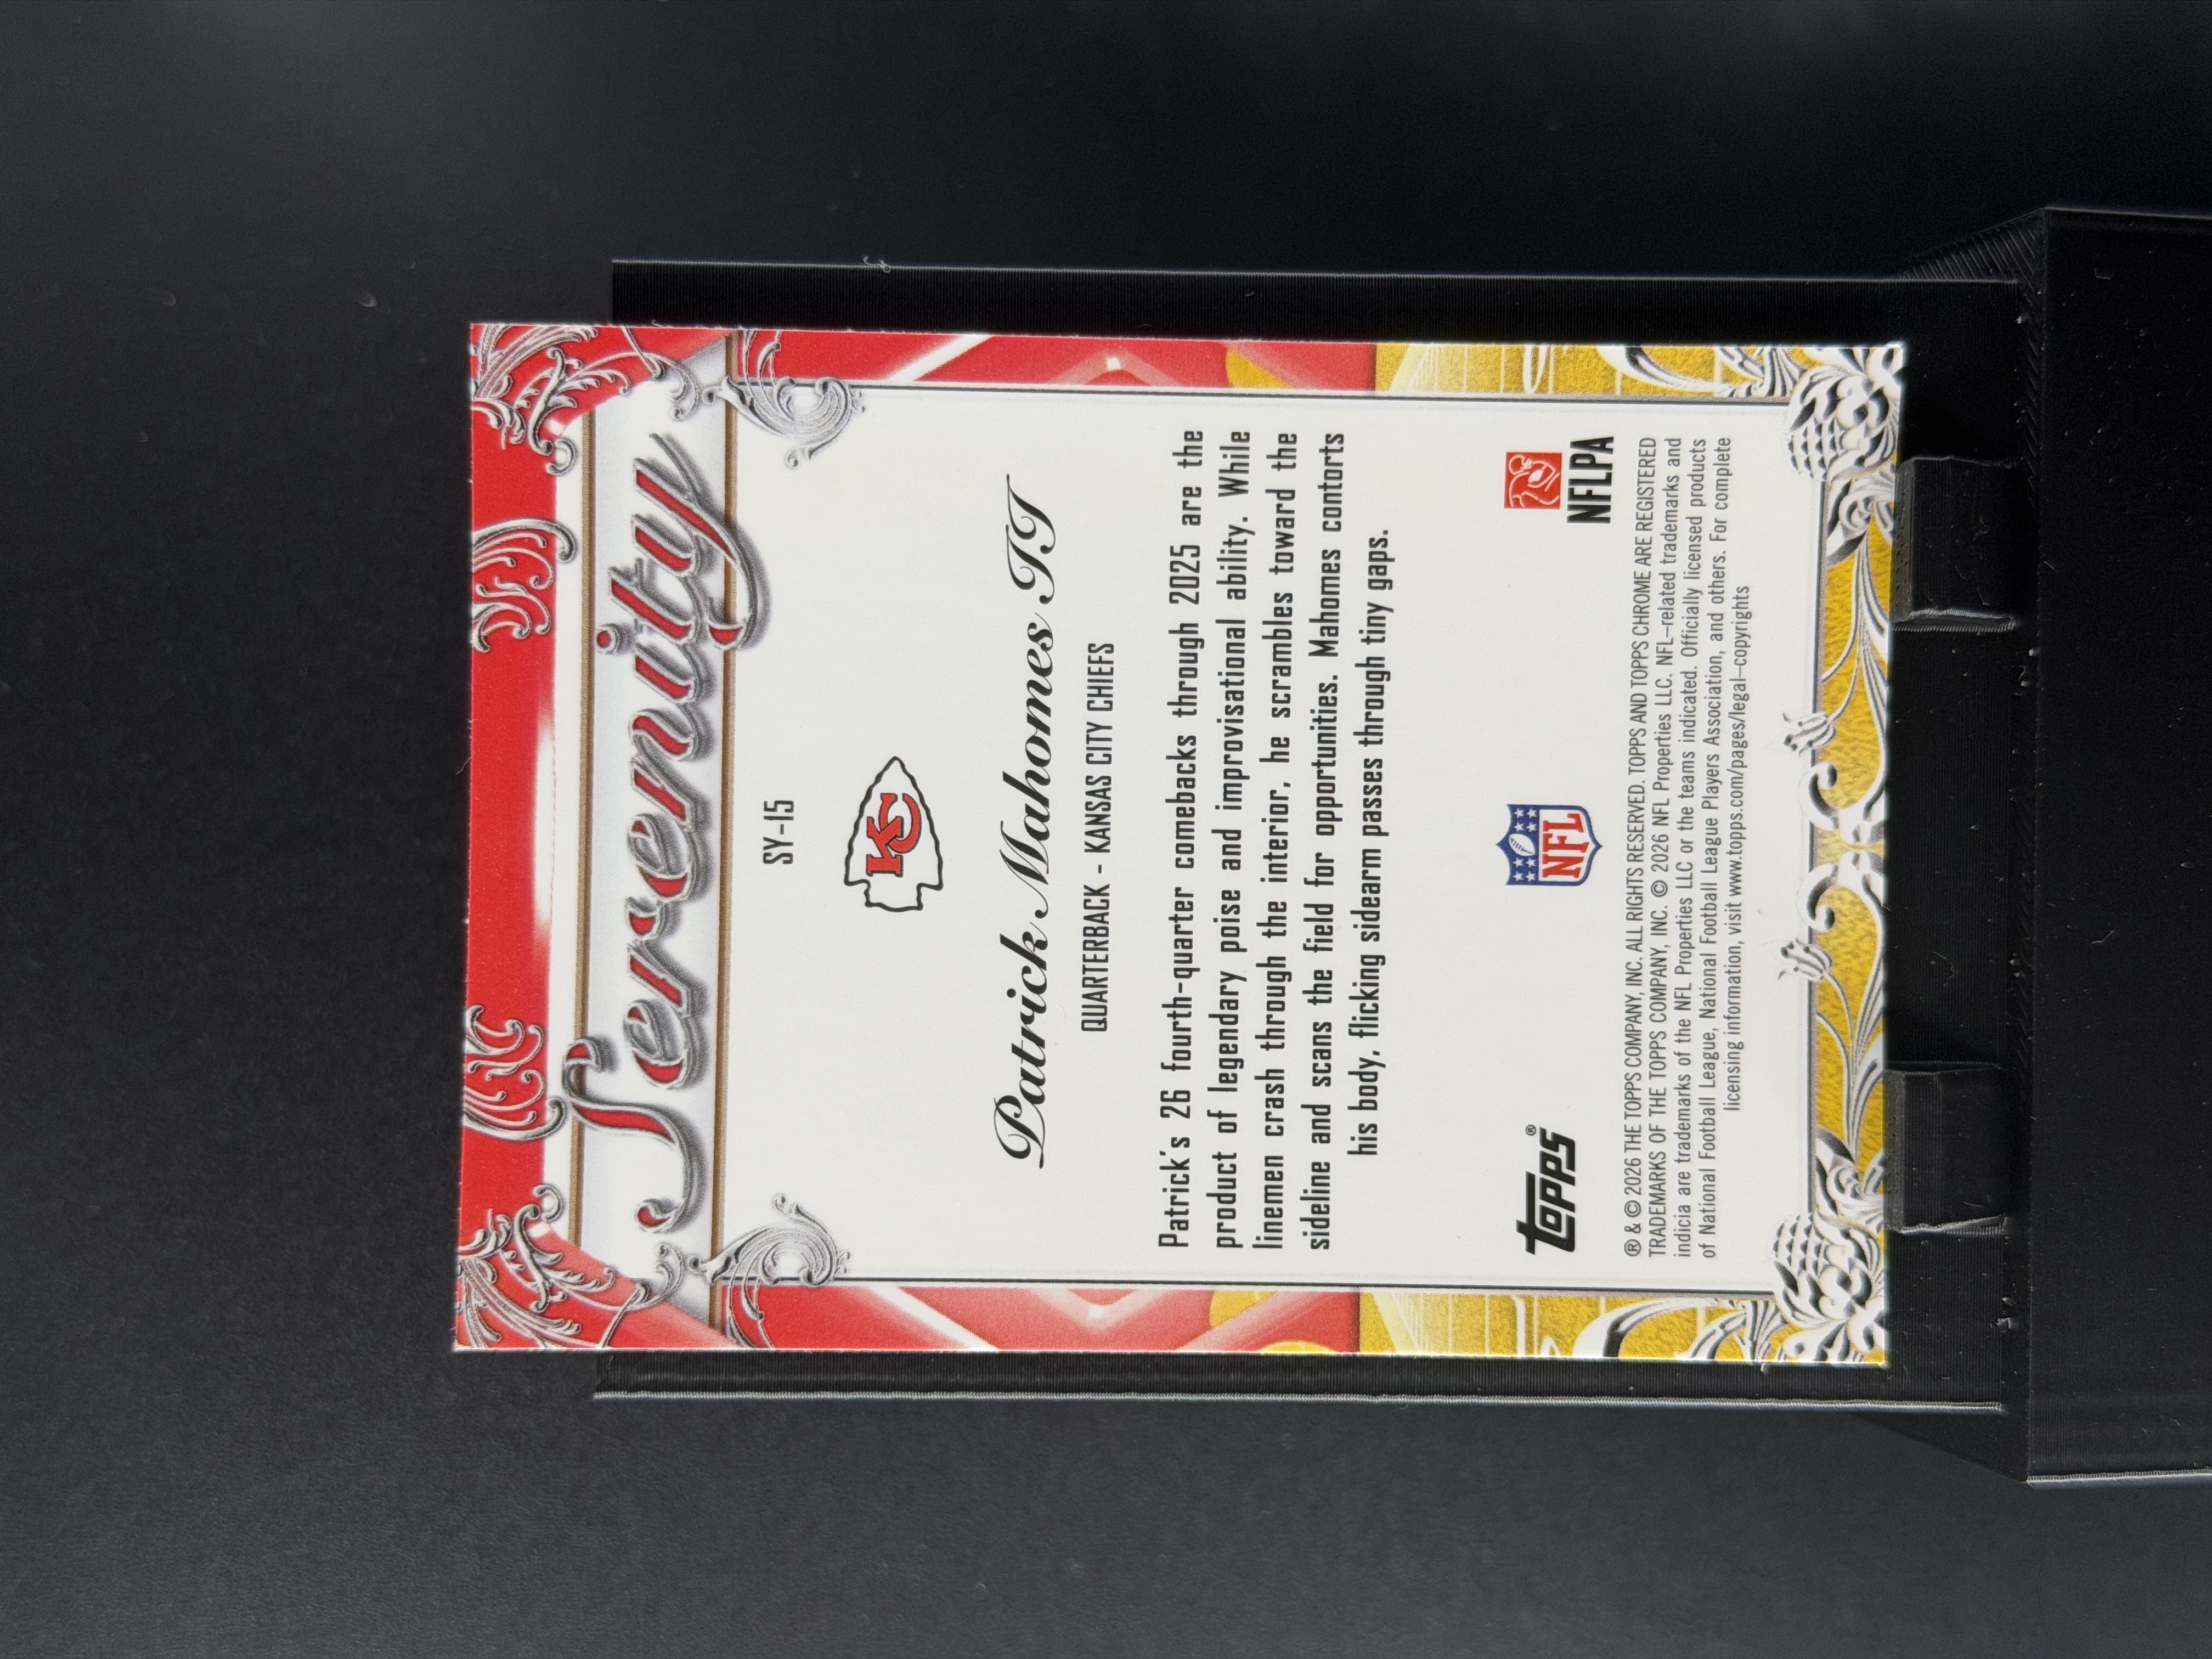 Serenity
SY-15
KC
Patrick Mahomes II
QUARTERBACK - KANSAS CITY CHIEFS
Patrick's 26 fourth-quarter comebacks through 2025 are the
product of legendary poise and improvisational ability. While
linemen crash through the interior, he scrambles toward the
sideline and scans the field for opportunities. Mahomes contorts
his body, flicking sidearm passes through tiny gaps.
topps®
NFL
NFLPA
® & © 2026 THE TOPPS COMPANY, INC. ALL RIGHTS RESERVED. TOPPS AND TOPPS CHROME ARE REGISTERED
TRADEMARKS OF THE TOPPS COMPANY, INC. © 2026 NFL Properties LLC. NFL-related trademarks and
indicia are trademarks of the NFL Properties LLC or the teams indicated. Officially licensed products
of National Football League, National Football League Players Association, and others. For complete
licensing information, visit www.topps.com/pages/legal-copyrights